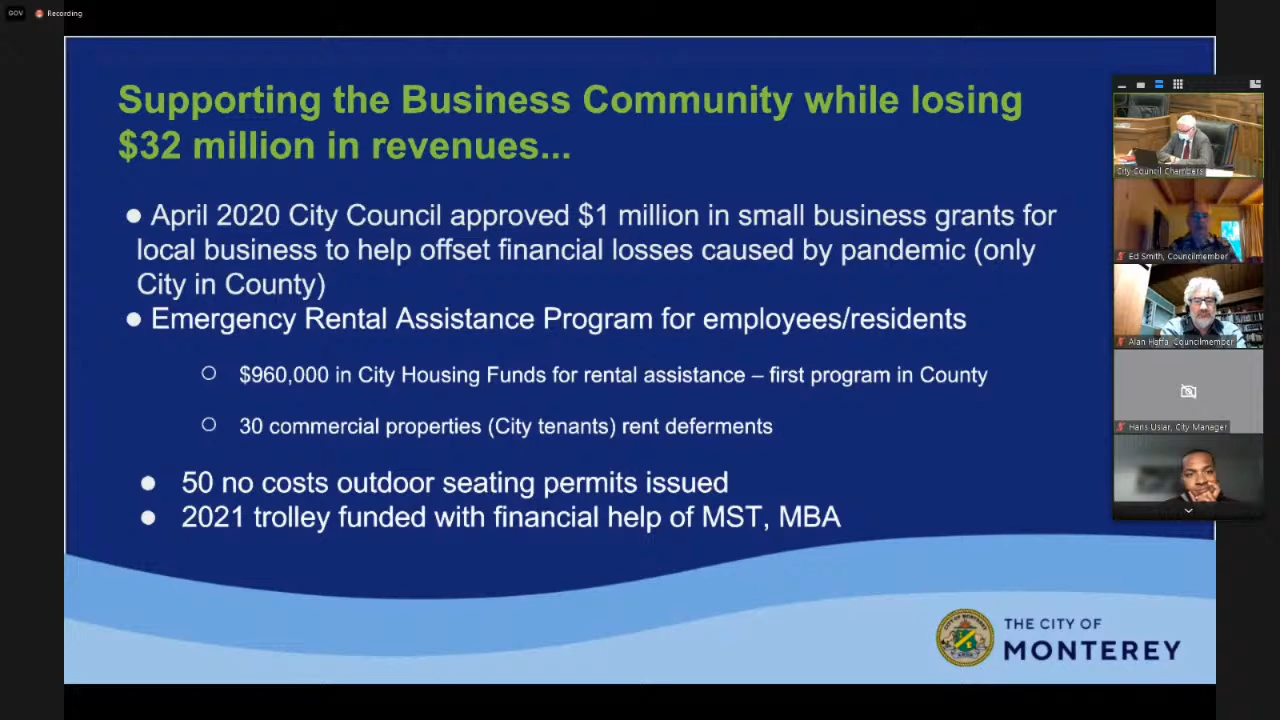 GOV
Recording
Supporting the Business Community while losing
$32 million in revenues...
● April 2020 City Council approved $1 million in small business grants for
local business to help offset financial losses caused by pandemic (only
City in County)
● Emergency Rental Assistance Program for employees/residents
○ $960,000 in City Housing Funds for rental assistance – first program in County
○ 30 commercial properties (City tenants) rent deferments
● 50 no costs outdoor seating permits issued
● 2021 trolley funded with financial help of MST, MBA
City Council Chambers
Ed Smith, Councilmember
Alan Haffa, Councilmember
Hans Uslar, City Manager
THE CITY OF
MONTEREY